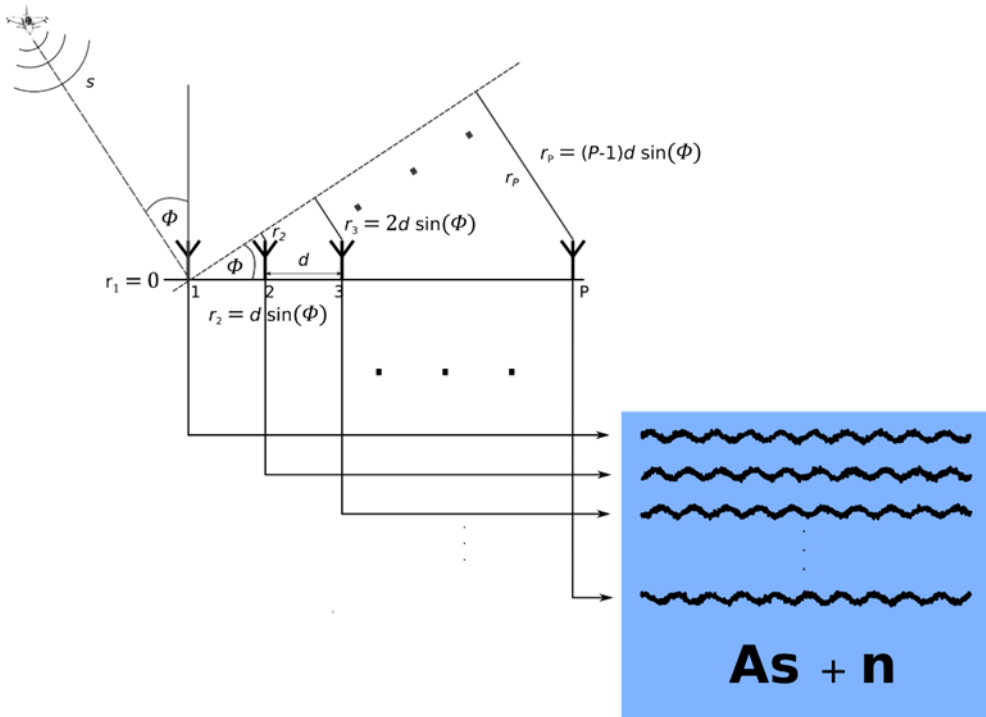 s
r_P = (P-1)d sin(Φ)
r_P
Φ
r_2
r_3 = 2d sin(Φ)
Φ
d
r_1 = 0
1
2
3
P
r_2 = d sin(Φ)
As + n